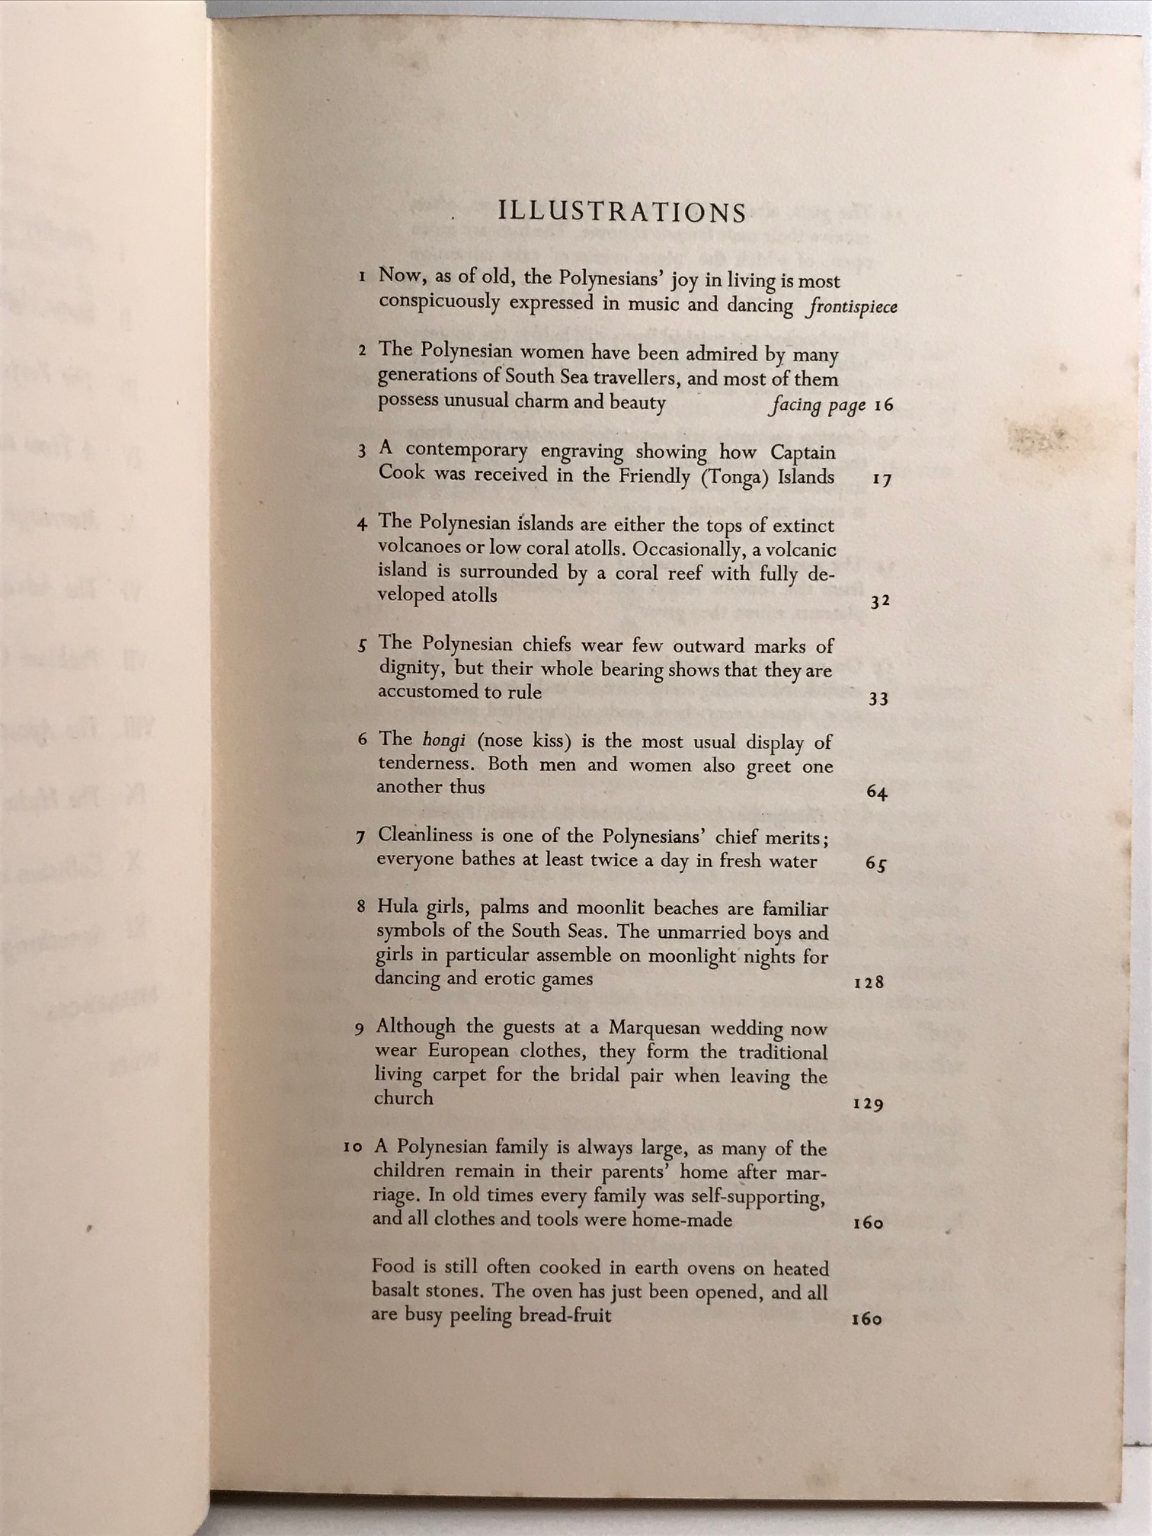 ILLUSTRATIONS
1 Now, as of old, the Polynesians' joy in living is most
conspicuously expressed in music and dancing frontispiece
2 The Polynesian women have been admired by many
generations of South Sea travellers, and most of them
possess unusual charm and beauty facing page 16
3 A contemporary engraving showing how Captain
Cook was received in the Friendly (Tonga) Islands 17
4 The Polynesian islands are either the tops of extinct
volcanoes or low coral atolls. Occasionally, a volcanic
island is surrounded by a coral reef with fully de-
veloped atolls 32
5 The Polynesian chiefs wear few outward marks of
dignity, but their whole bearing shows that they are
accustomed to rule 33
6 The hongi (nose kiss) is the most usual display of
tenderness. Both men and women also greet one
another thus 64
7 Cleanliness is one of the Polynesians' chief merits;
everyone bathes at least twice a day in fresh water 65
8 Hula girls, palms and moonlit beaches are familiar
symbols of the South Seas. The unmarried boys and
girls in particular assemble on moonlight nights for
dancing and erotic games 128
9 Although the guests at a Marquesan wedding now
wear European clothes, they form the traditional
living carpet for the bridal pair when leaving the
church 129
10 A Polynesian family is always large, as many of the
children remain in their parents' home after mar-
riage. In old times every family was self-supporting,
and all clothes and tools were home-made 160
Food is still often cooked in earth ovens on heated
basalt stones. The oven has just been opened, and all
are busy peeling bread-fruit 160